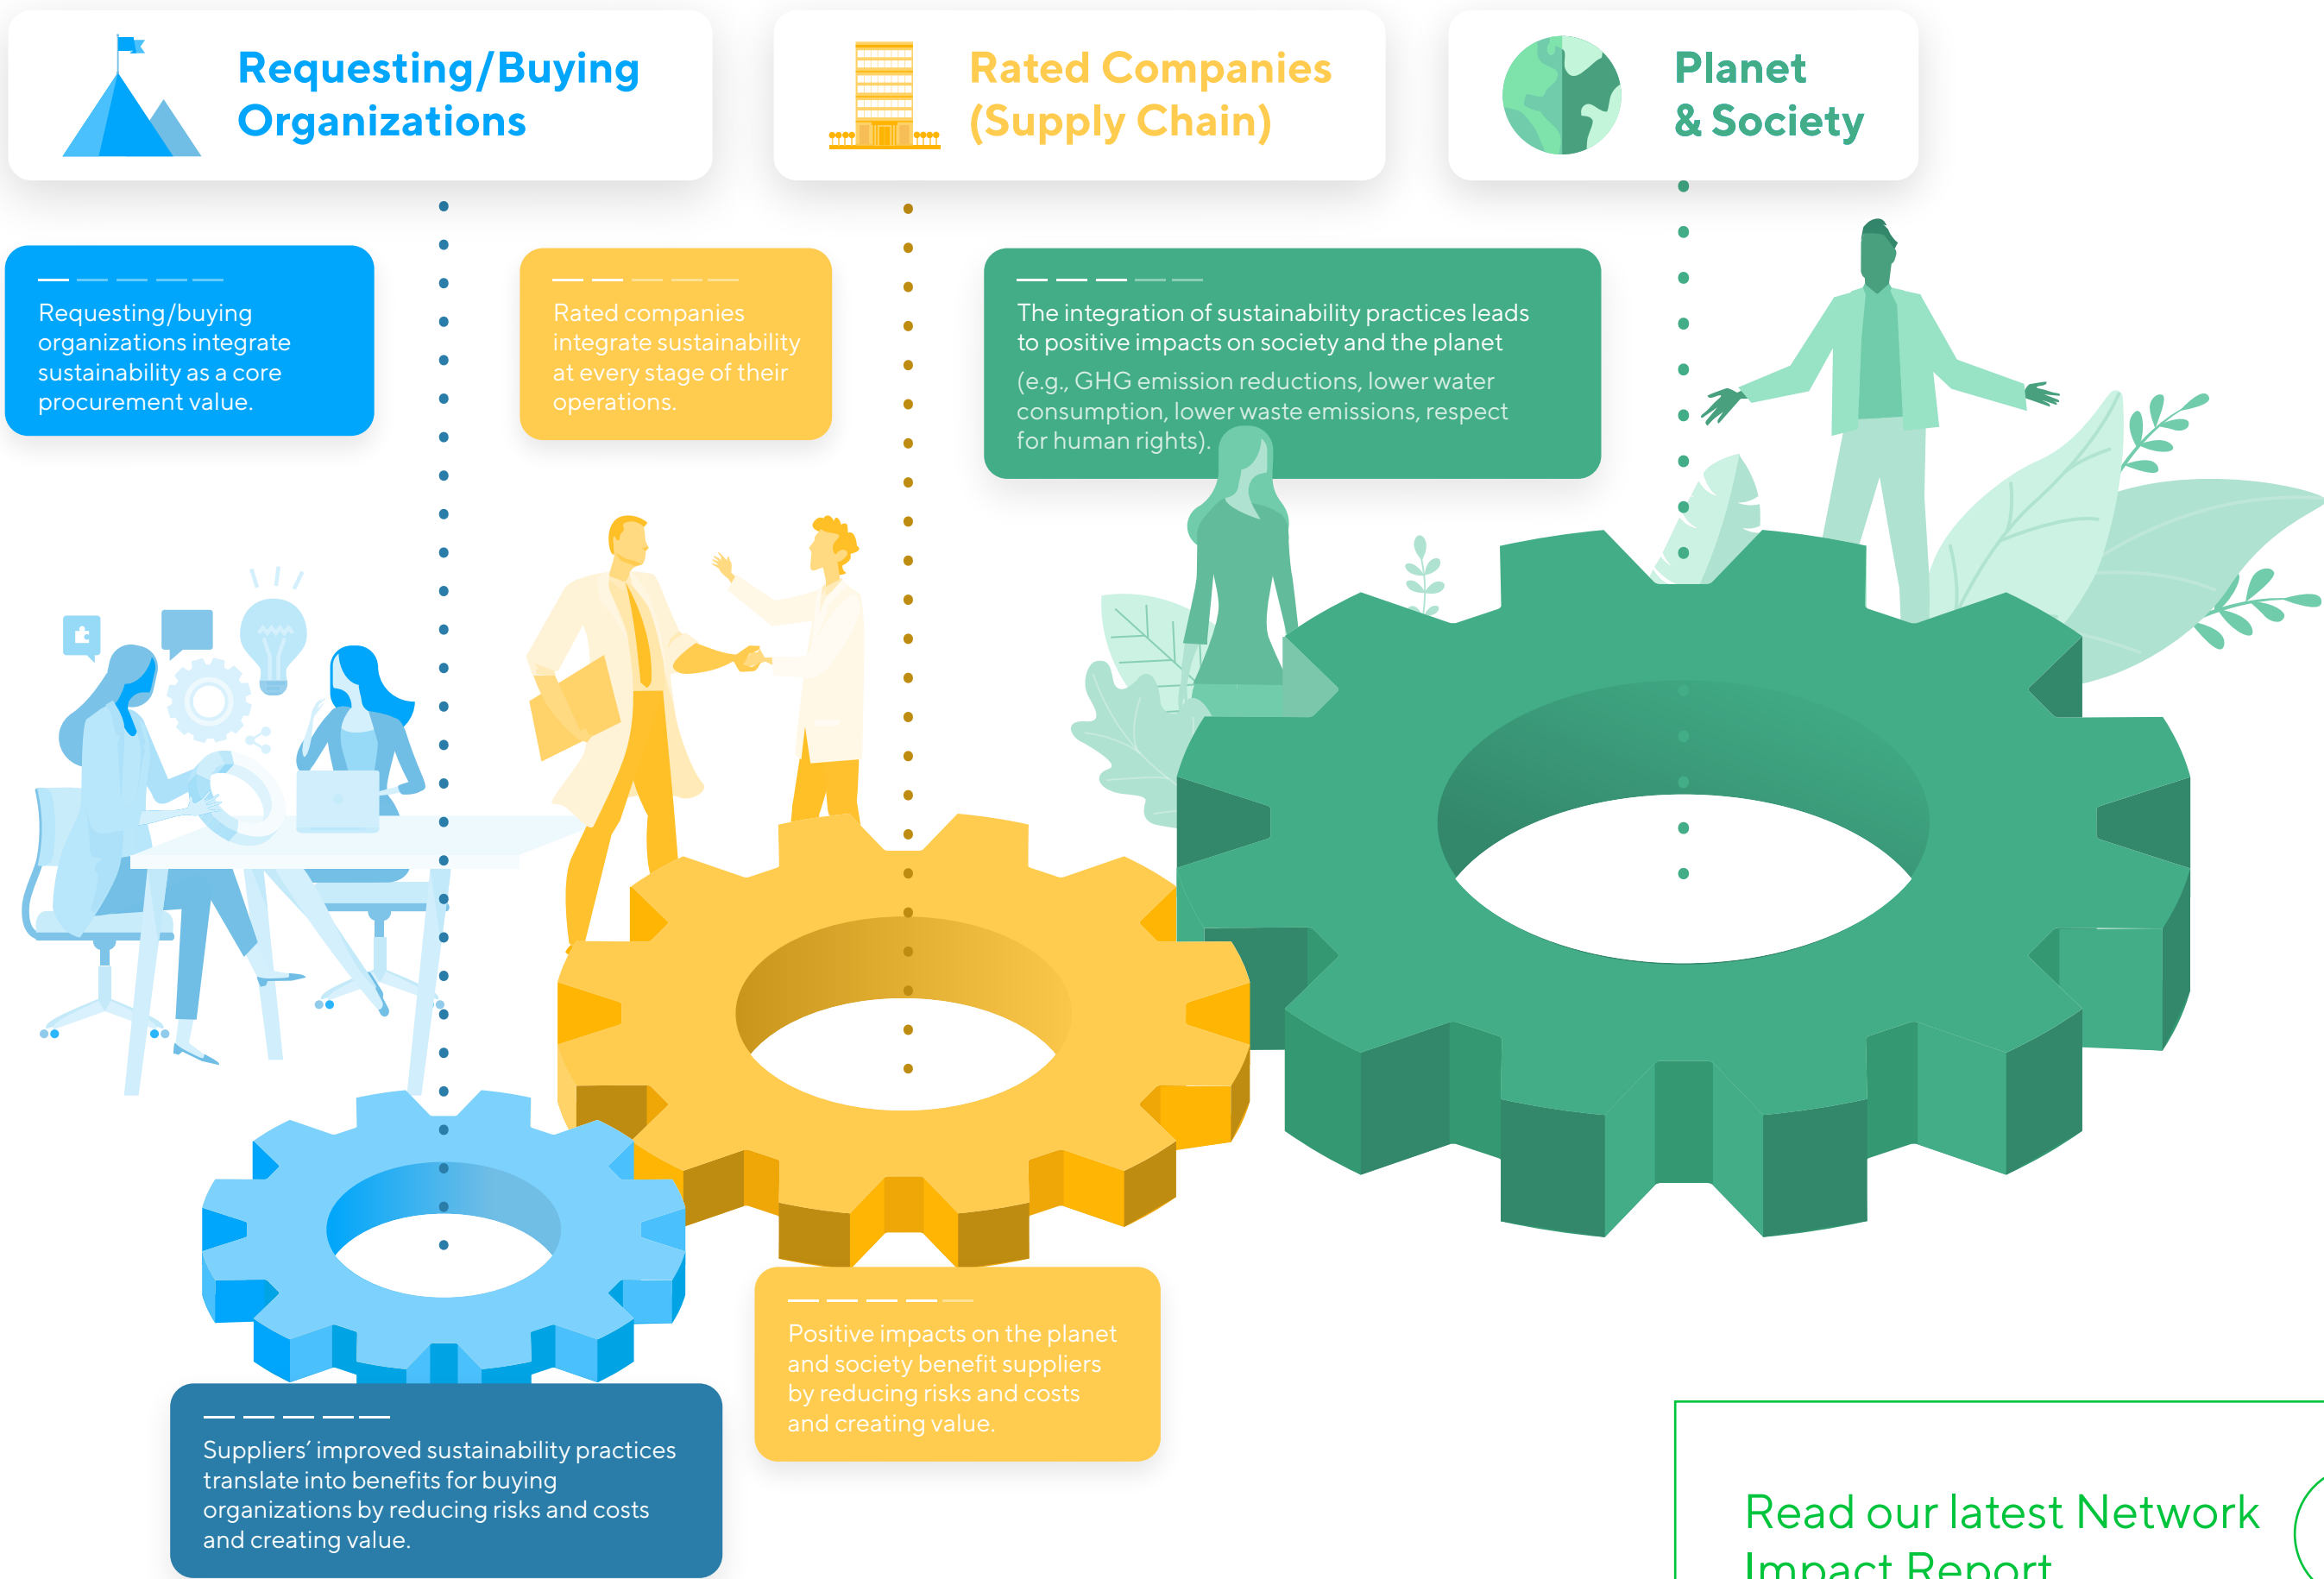 Requesting/Buying
Organizations
Rated Companies
(Supply Chain)
Planet
& Society
Requesting/buying
organizations integrate
sustainability as a core
procurement value.
Rated companies
integrate sustainability
at every stage of their
operations.
The integration of sustainability practices leads
to positive impacts on society and the planet
(e.g., GHG emission reductions, lower water
consumption, lower waste emissions, respect
for human rights).
Positive impacts on the planet
and society benefit suppliers
by reducing risks and costs
and creating value.
Suppliers’ improved sustainability practices
translate into benefits for buying
organizations by reducing risks and costs
and creating value.
Read our latest Network
Impact Report